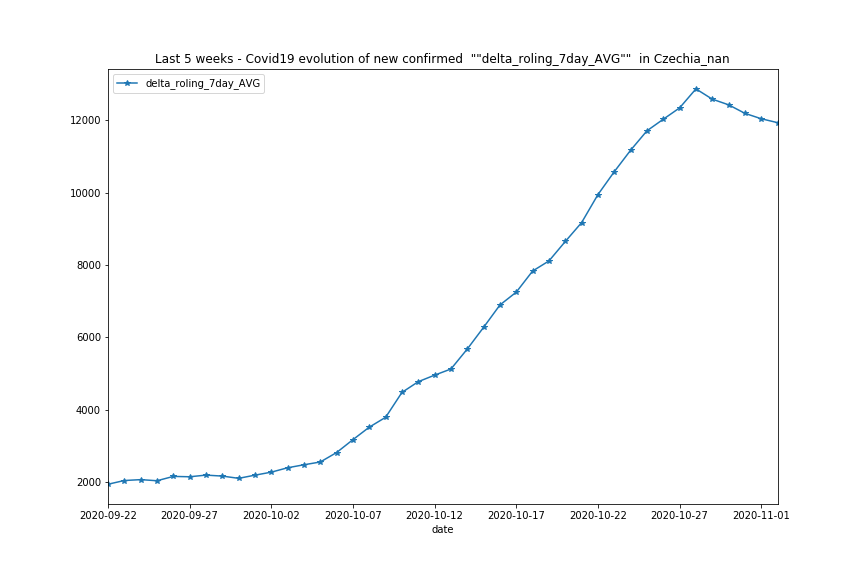 Last 5 weeks - Covid19 evolution of new confirmed  ""delta_roling_7day_AVG""  in Czechia_nan
delta_roling_7day_AVG
12000
10000
8000
6000
4000
2000
2020-09-22 2020-09-27 2020-10-02 2020-10-07 2020-10-12 2020-10-17 2020-10-22 2020-10-27 2020-11-01
date